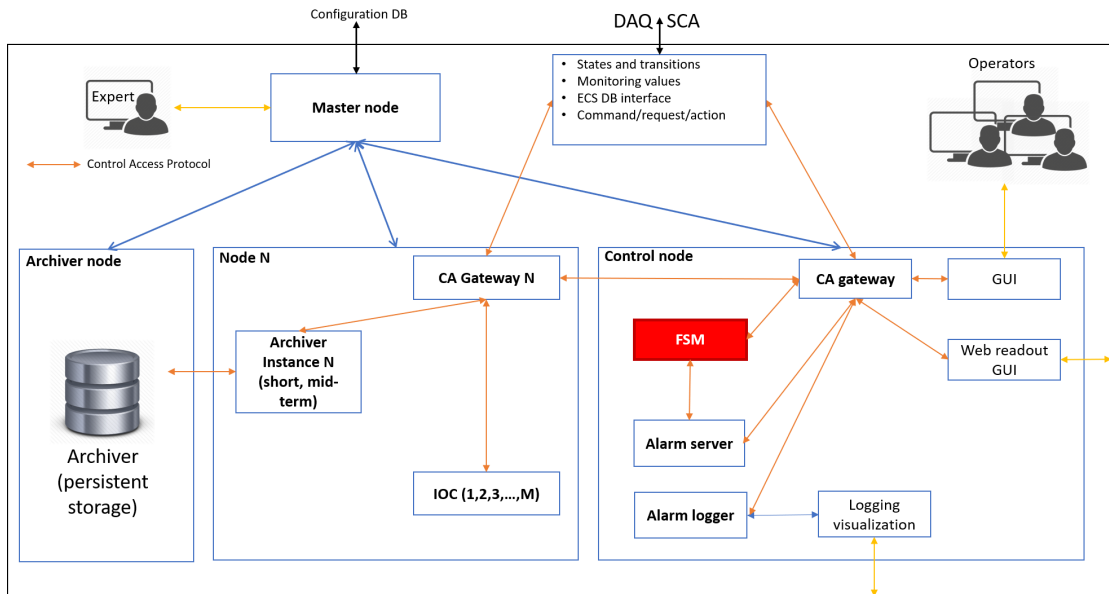 Configuration DB
DAQ SCA
Expert
Master node
• States and transitions
• Monitoring values
• ECS DB interface
• Command/request/action
Operators
Control Access Protocol
Archiver node
Node N
Control node
CA Gateway N
CA gateway
GUI
FSM
Archiver
Instance N
(short, mid-
term)
Web readout
GUI
Archiver
(persistent
storage)
Alarm server
IOC (1,2,3,...,M)
Alarm logger
Logging
visualization